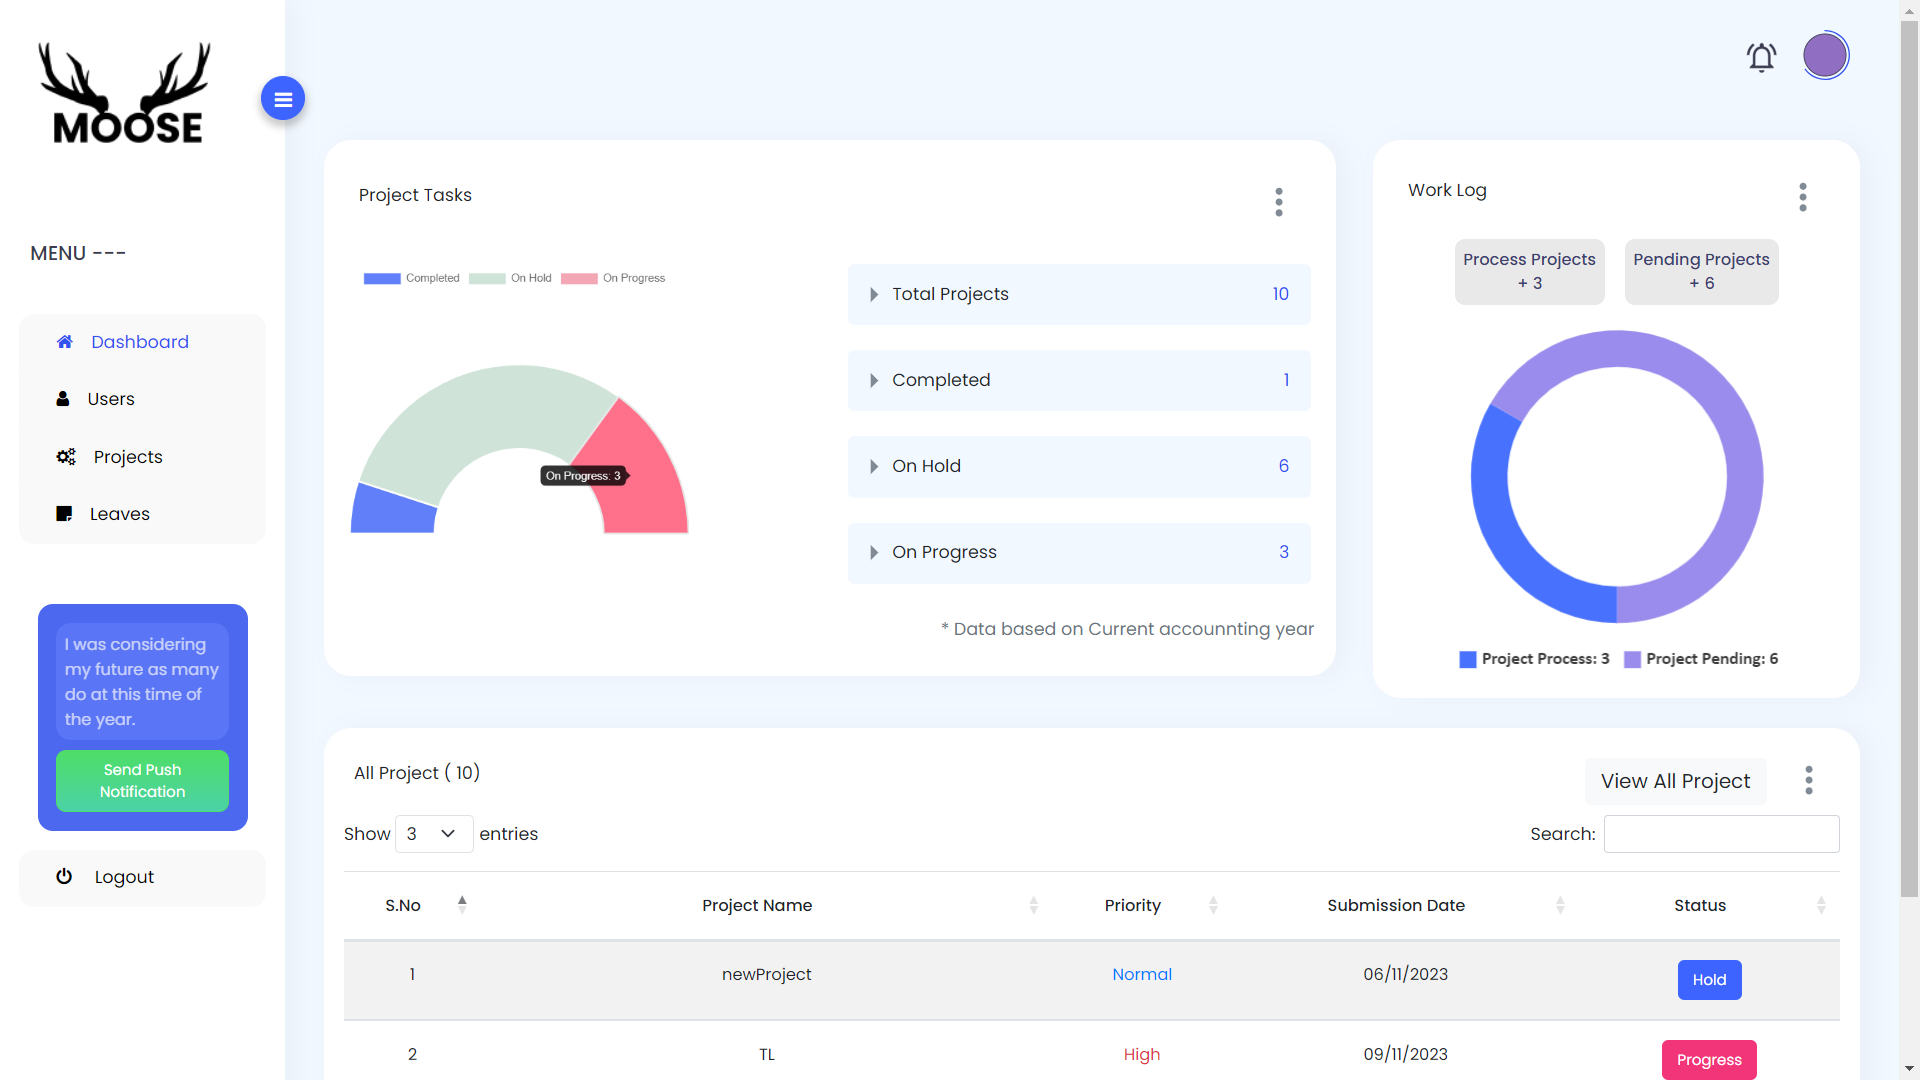 MOOSE
MENU ---
Dashboard
Users
Projects
Leaves
I was considering
my future as many
do at this time of
the year.
Send Push
Notification
Logout
Project Tasks
Completed On Hold On Progress
On Progress: 3
Total Projects 10
Completed 1
On Hold 6
On Progress 3
* Data based on Current accounnting year
Work Log
Process Projects
+ 3
Pending Projects
+ 6
Project Process: 3 Project Pending: 6
All Project ( 10)
View All Project
Show 3 entries
Search:
S.No Project Name Priority Submission Date Status
1 newProject Normal 06/11/2023 Hold
2 TL High 09/11/2023 Progress